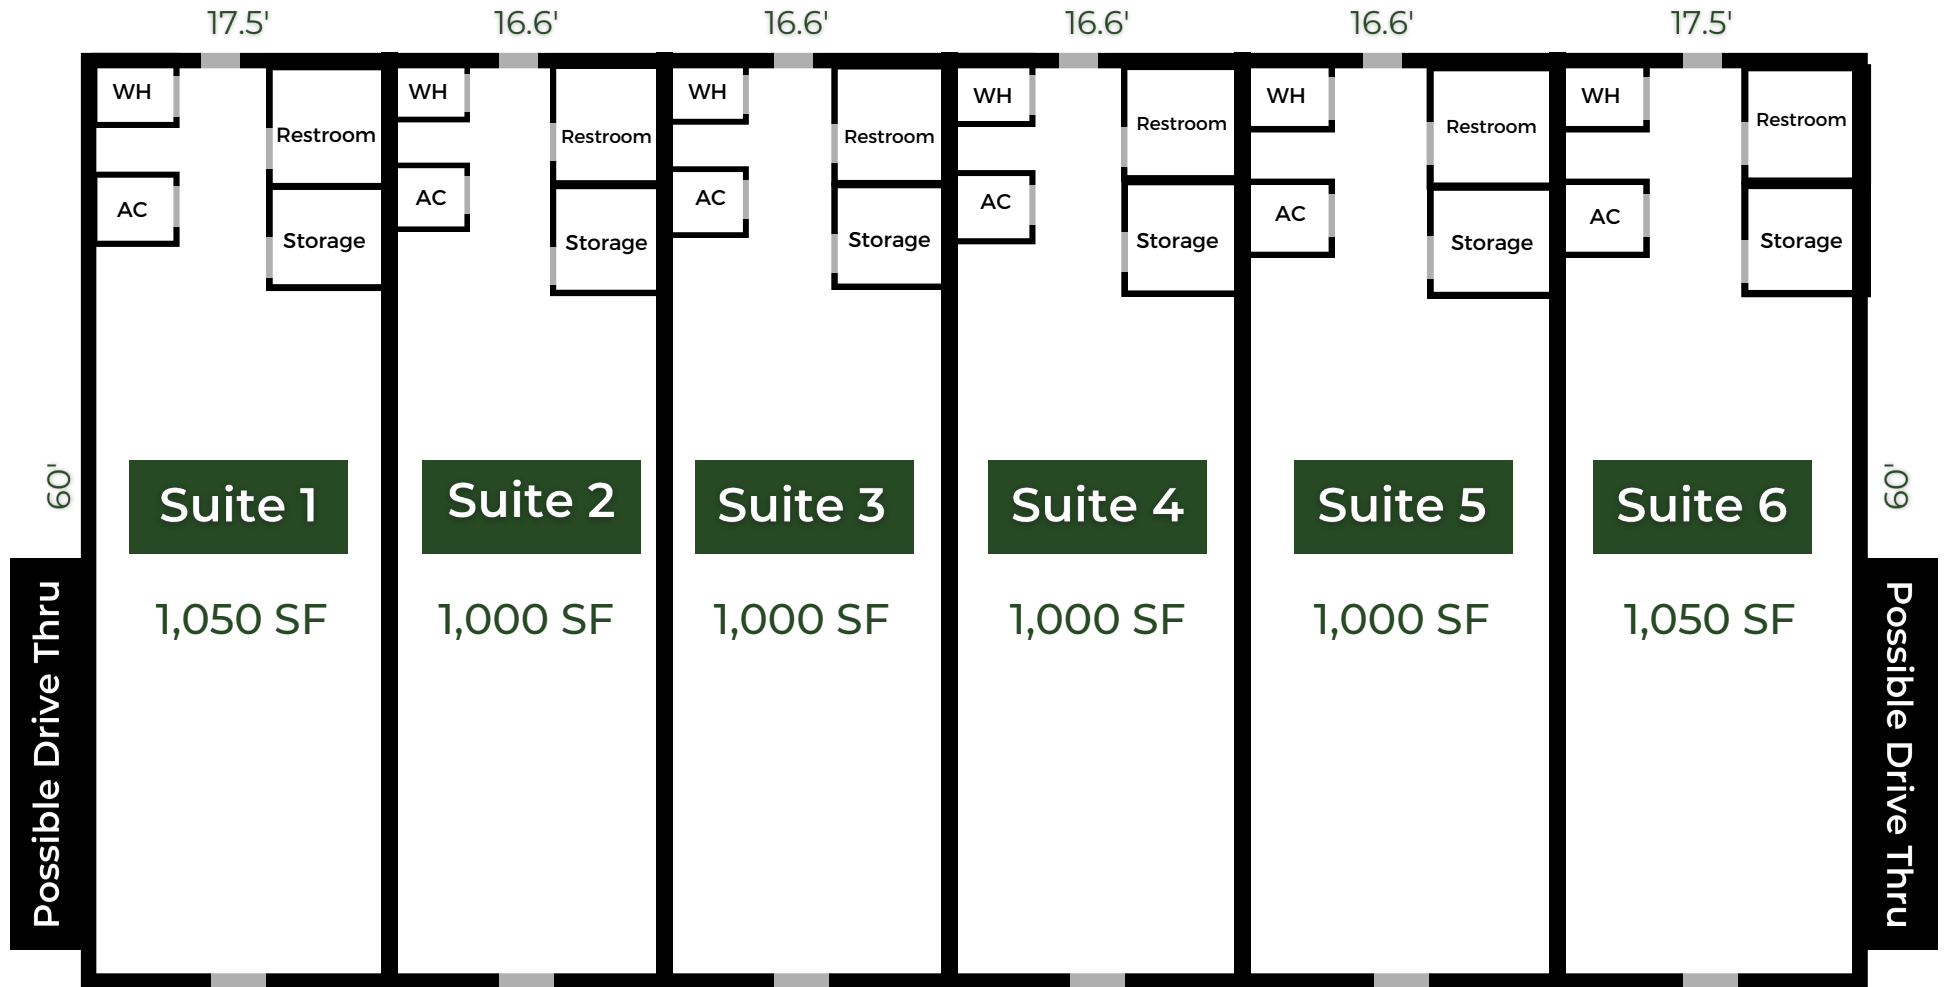 17.5' 16.6' 16.6' 16.6' 16.6' 17.5'
WH WH WH WH WH WH
Restroom Restroom Restroom Restroom Restroom Restroom
AC AC AC AC AC AC
Storage Storage Storage Storage Storage Storage
60' 60'
Suite 1 Suite 2 Suite 3 Suite 4 Suite 5 Suite 6
1,050 SF 1,000 SF 1,000 SF 1,000 SF 1,000 SF 1,050 SF
Possible Drive Thru
Possible Drive Thru